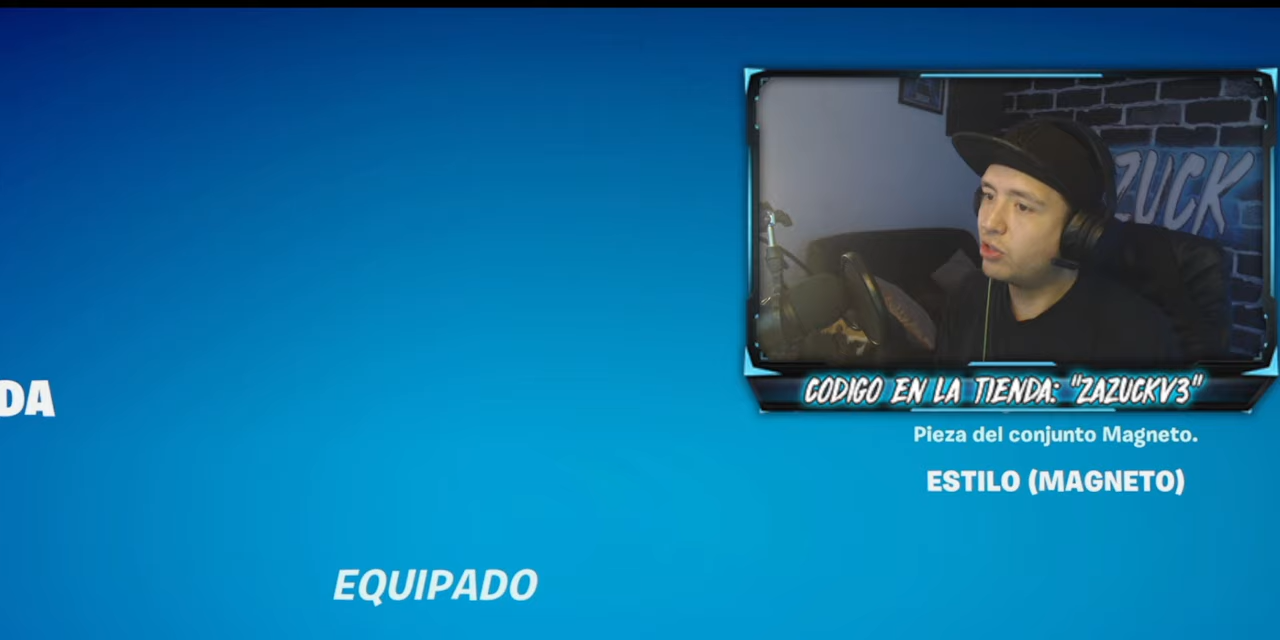 ZUCK
DA
CODIGO EN LA TIENDA: "ZAZUCKV3"
Pieza del conjunto Magneto.
ESTILO (MAGNETO)
EQUIPADO